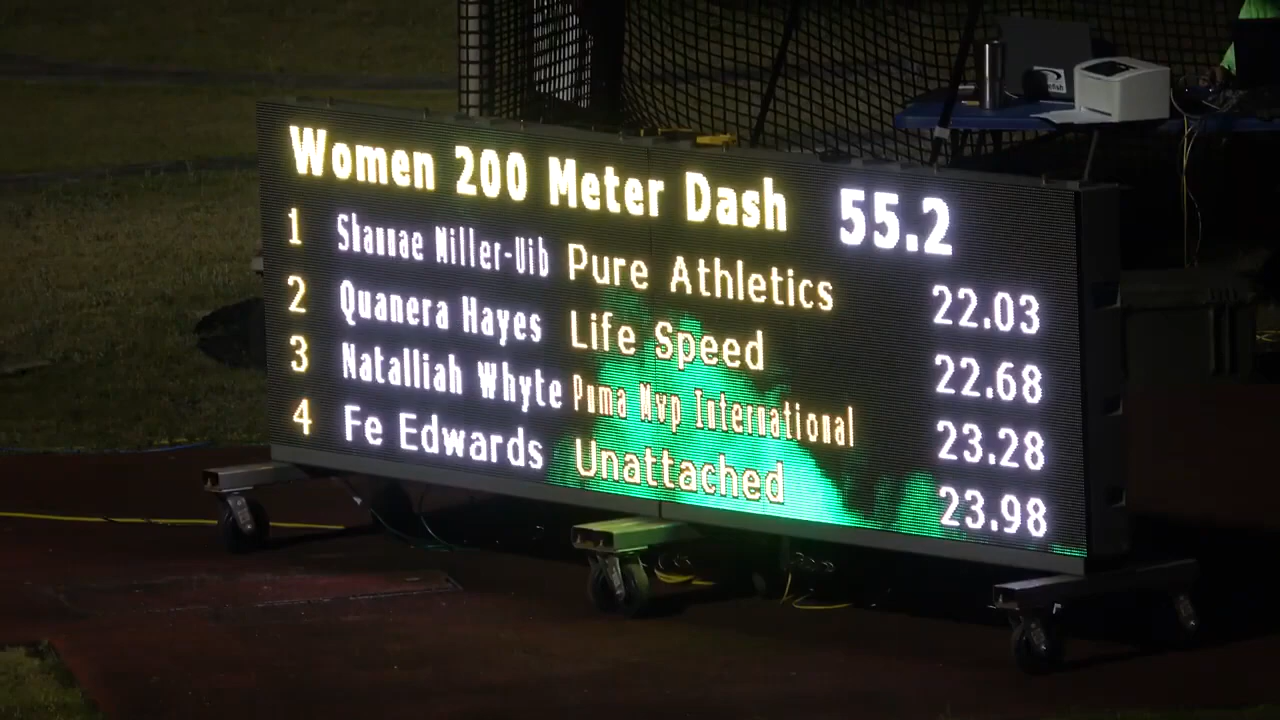 Women 200 Meter Dash 55.2
1 Shaunae Miller-Uib Pure Athletics 22.03
2 Quanera Hayes Life Speed 22.68
3 Natalliah Whyte Puma Mvp International 23.28
4 Fe Edwards Unattached 23.98